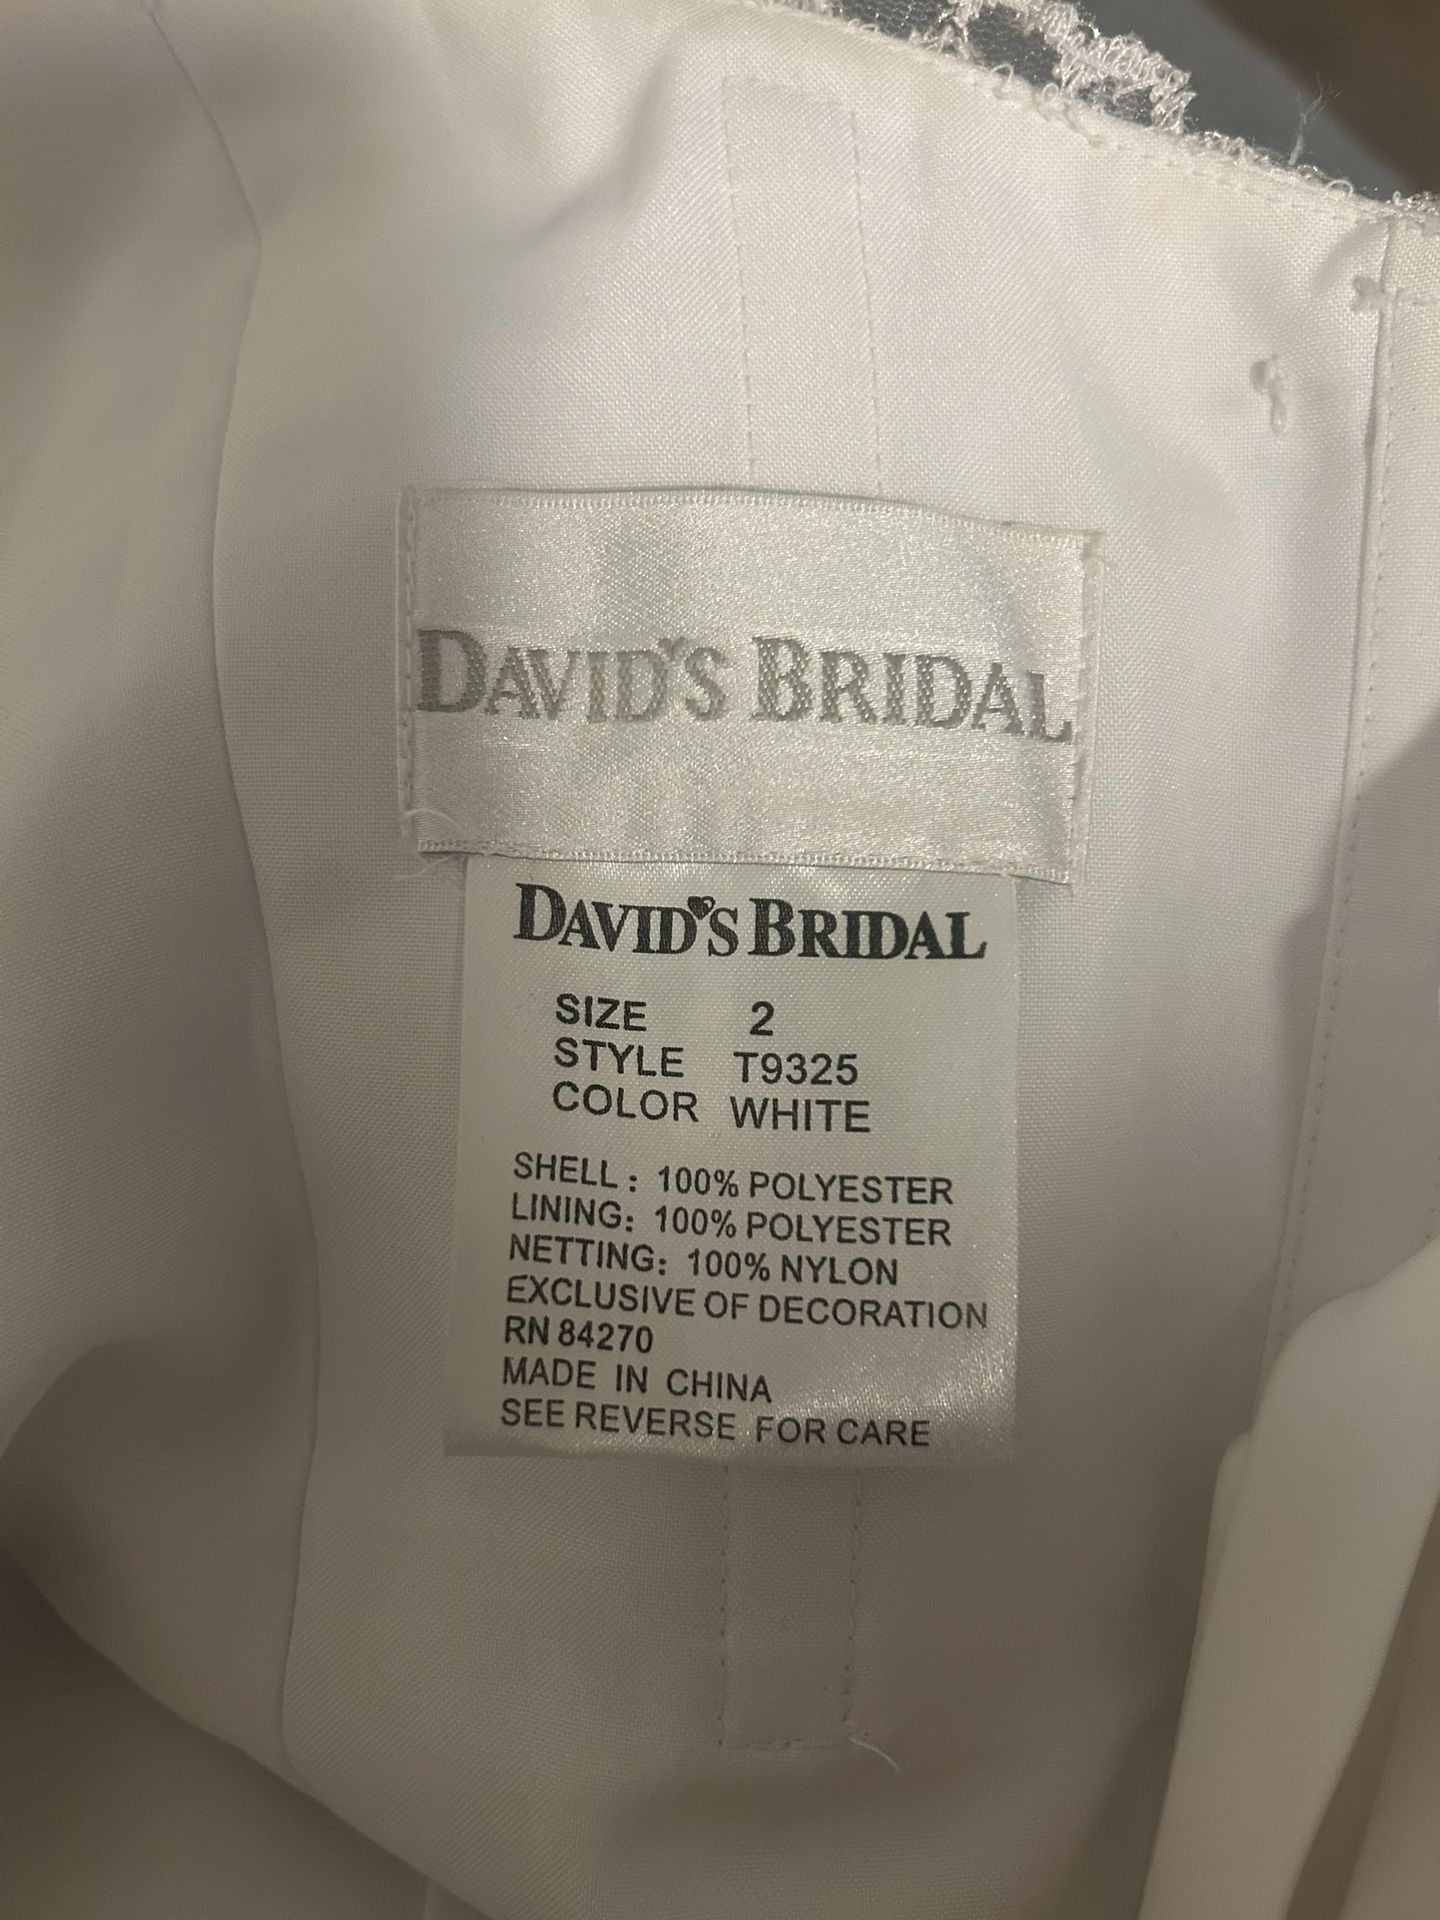 DAVID'S BRIDAL
DAVID'S BRIDAL
SIZE 2
STYLE T9325
COLOR WHITE
SHELL : 100% POLYESTER
LINING: 100% POLYESTER
NETTING: 100% NYLON
EXCLUSIVE OF DECORATION
RN 84270
MADE IN CHINA
SEE REVERSE FOR CARE